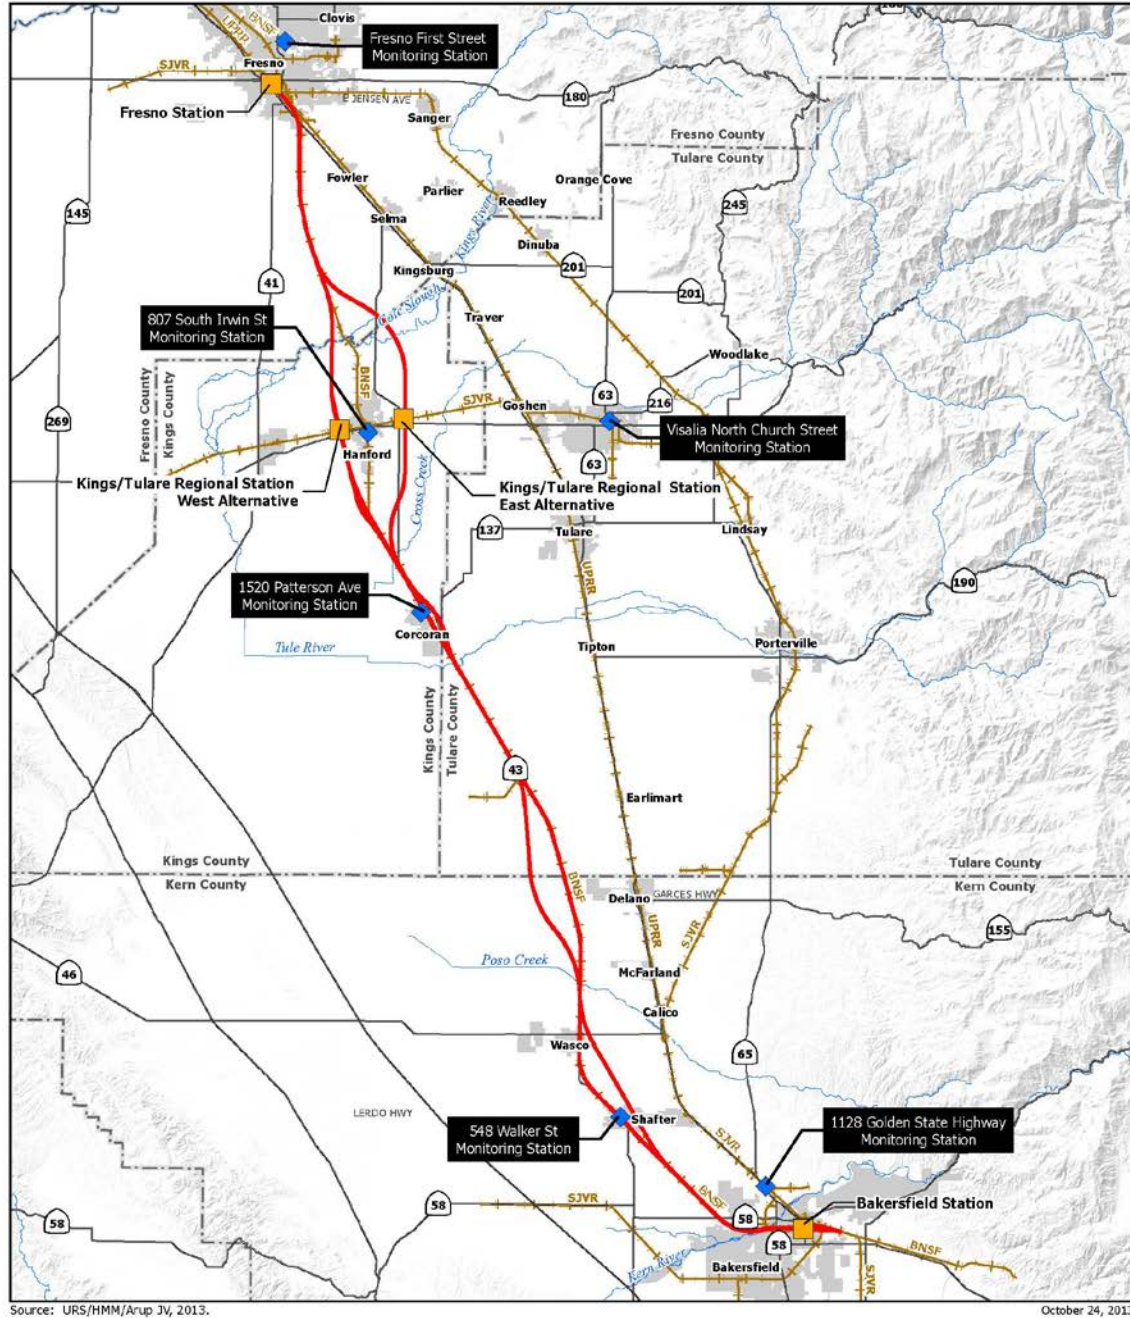 Clovis
BNSF
UPRR
Fresno First Street
Monitoring Station
Fresno
SJVR
Fresno Station
E JENSEN AVE
180
Sanger
Fresno County
Tulare County
Fowler
Parlier
Orange Cove
Reedley
145
Selma
Kings River
245
Dinuba
Kingsburg
201
41
201
Cole Slough
Traver
807 South Irwin St
Monitoring Station
Woodlake
BNSF
63
216
SJVR
Goshen
Fresno County
Kings County
269
Visalia North Church Street
Monitoring Station
Hanford
63
Kings/Tulare Regional Station
West Alternative
Kings/Tulare Regional Station
East Alternative
Cross Creek
137
Tulare
Lindsay
UPRR
1520 Patterson Ave
Monitoring Station
190
Corcoran
Tule River
Tipton
Porterville
Kings County
Tulare County
43
Earlimart
Kings County
Kern County
Tulare County
Kern County
BNSF
Delano
GARCES HWY
UPRR
SJVR
155
Poso Creek
46
McFarland
Calico
Wasco
65
LERDO HWY
548 Walker St
Monitoring Station
Shafter
1128 Golden State Highway
Monitoring Station
SJVR
BNSF
SJVR
58
58
58
Bakersfield Station
58
BNSF
Kern River
Bakersfield
SJVR
Source: URS/HMM/Arup JV, 2013.
October 24, 2013